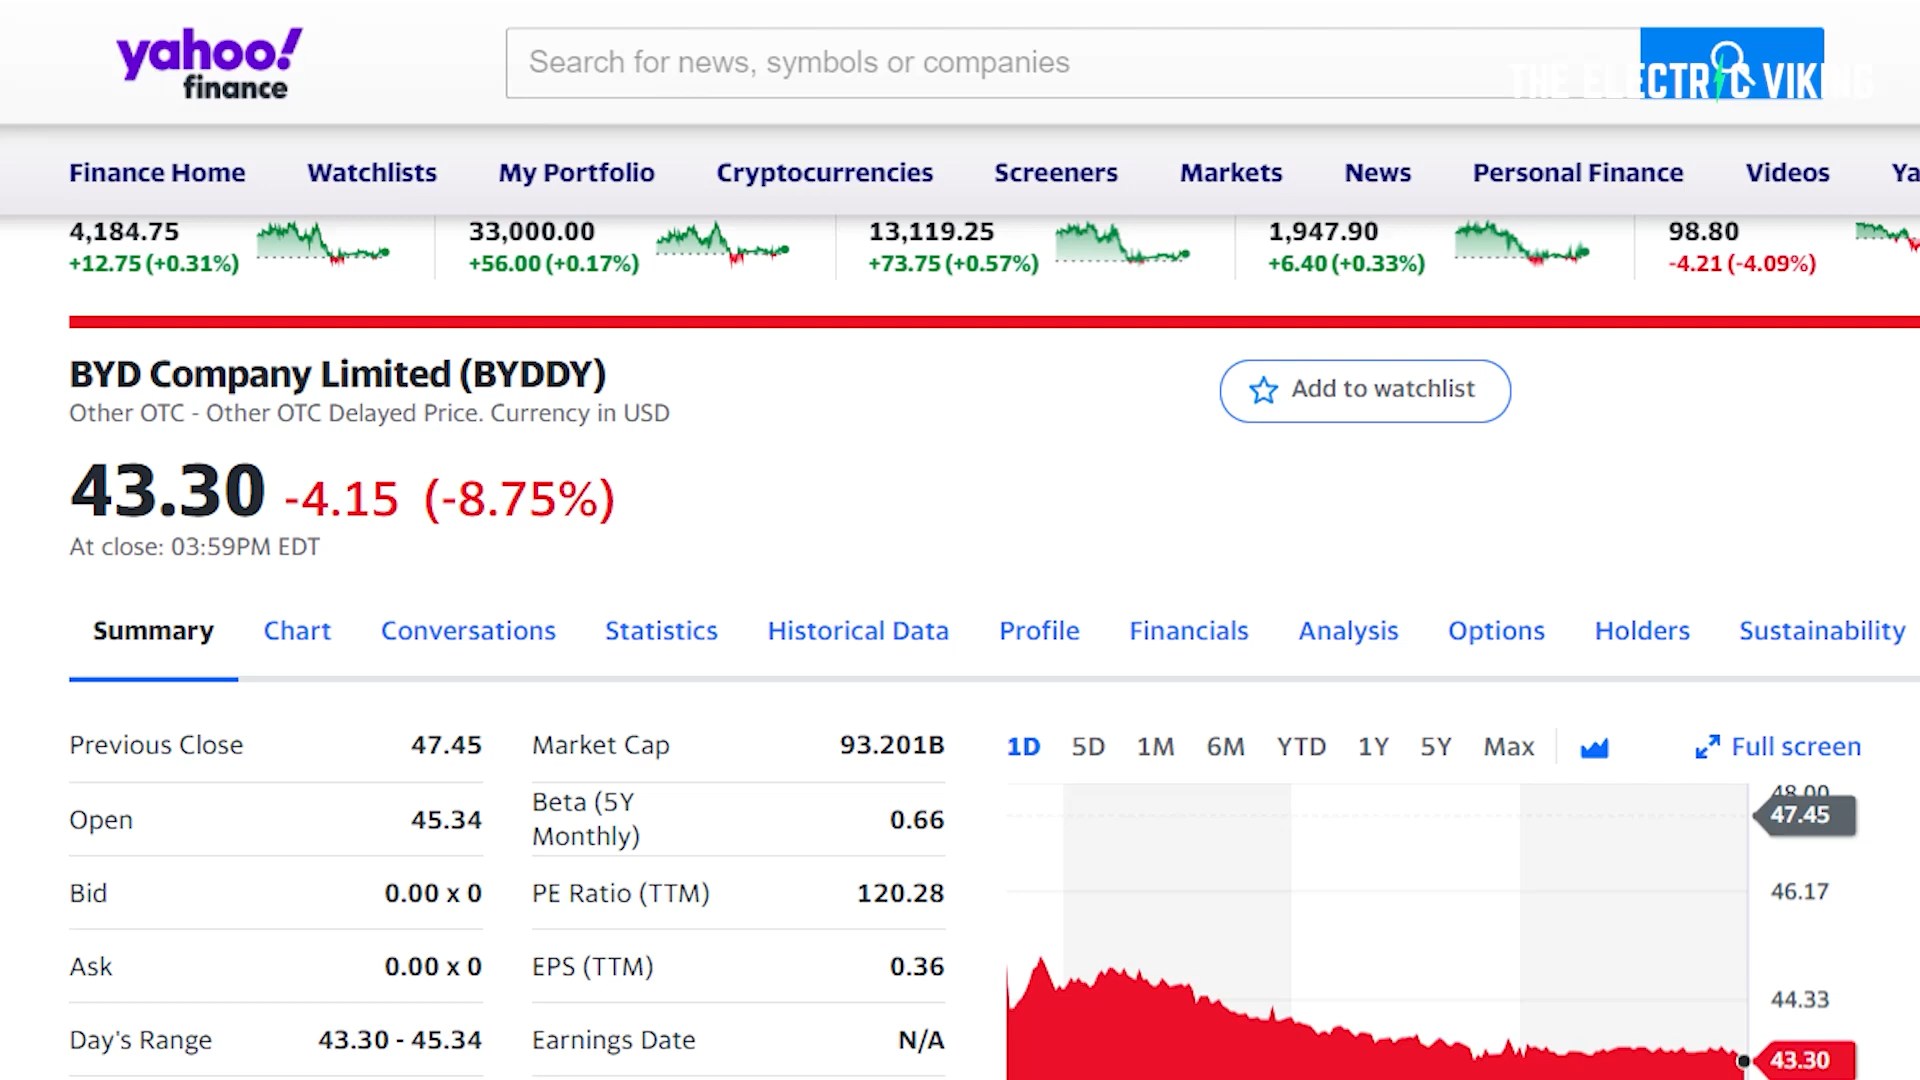 yahoo!
finance
Search for news, symbols or companies
THE ELECTRIC VIKING
Finance Home Watchlists My Portfolio Cryptocurrencies Screeners Markets News Personal Finance Videos Ya
4,184.75 33,000.00 13,119.25 1,947.90 98.80
+12.75 (+0.31%) +56.00 (+0.17%) +73.75 (+0.57%) +6.40 (+0.33%) -4.21 (-4.09%)
BYD Company Limited (BYDDY)
Other OTC - Other OTC Delayed Price. Currency in USD
Add to watchlist
43.30 -4.15 (-8.75%)
At close: 03:59PM EDT
Summary Chart Conversations Statistics Historical Data Profile Financials Analysis Options Holders Sustainability
Previous Close 47.45
Open 45.34
Bid 0.00 x 0
Ask 0.00 x 0
Day's Range 43.30 - 45.34
Market Cap 93.201B
Beta (5Y
Monthly) 0.66
PE Ratio (TTM) 120.28
EPS (TTM) 0.36
Earnings Date N/A
1D 5D 1M 6M YTD 1Y 5Y Max Full screen
48.00
47.45
46.17
44.33
43.30